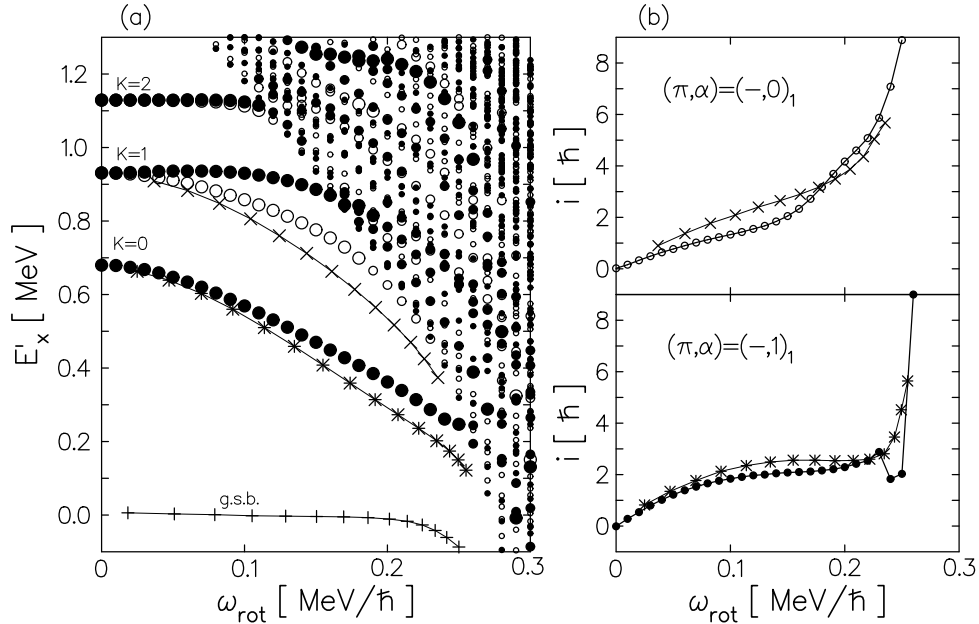 (a)
(b)
1.2
1.0
0.8
0.6
0.4
0.2
0.0
E'x [ MeV ]
K=2
K=1
K=0
g.s.b.
0
0.1
0.2
0.3
ωrot [ MeV/ħ ]
8
6
4
2
0
i [ ħ ]
(π,α)=(-,0)1
8
6
4
2
0
i [ ħ ]
(π,α)=(-,1)1
0
0.1
0.2
0.3
ωrot [ MeV/ħ ]